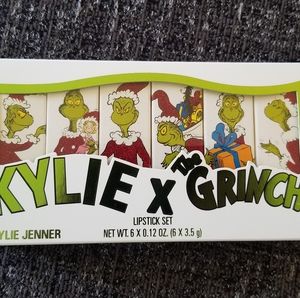 KYLIE X The GRINCH
LIPSTICK SET
NET WT. 6 X 0.12 OZ. (6 X 3.5 g)
YLIE JENNER